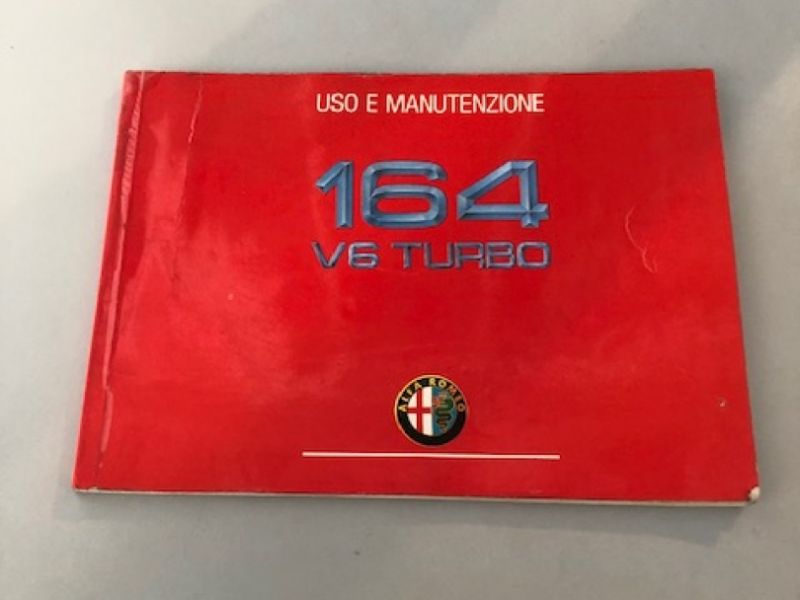 USO E MANUTENZIONE
164
V6 TURBO
ALFA ROMEO